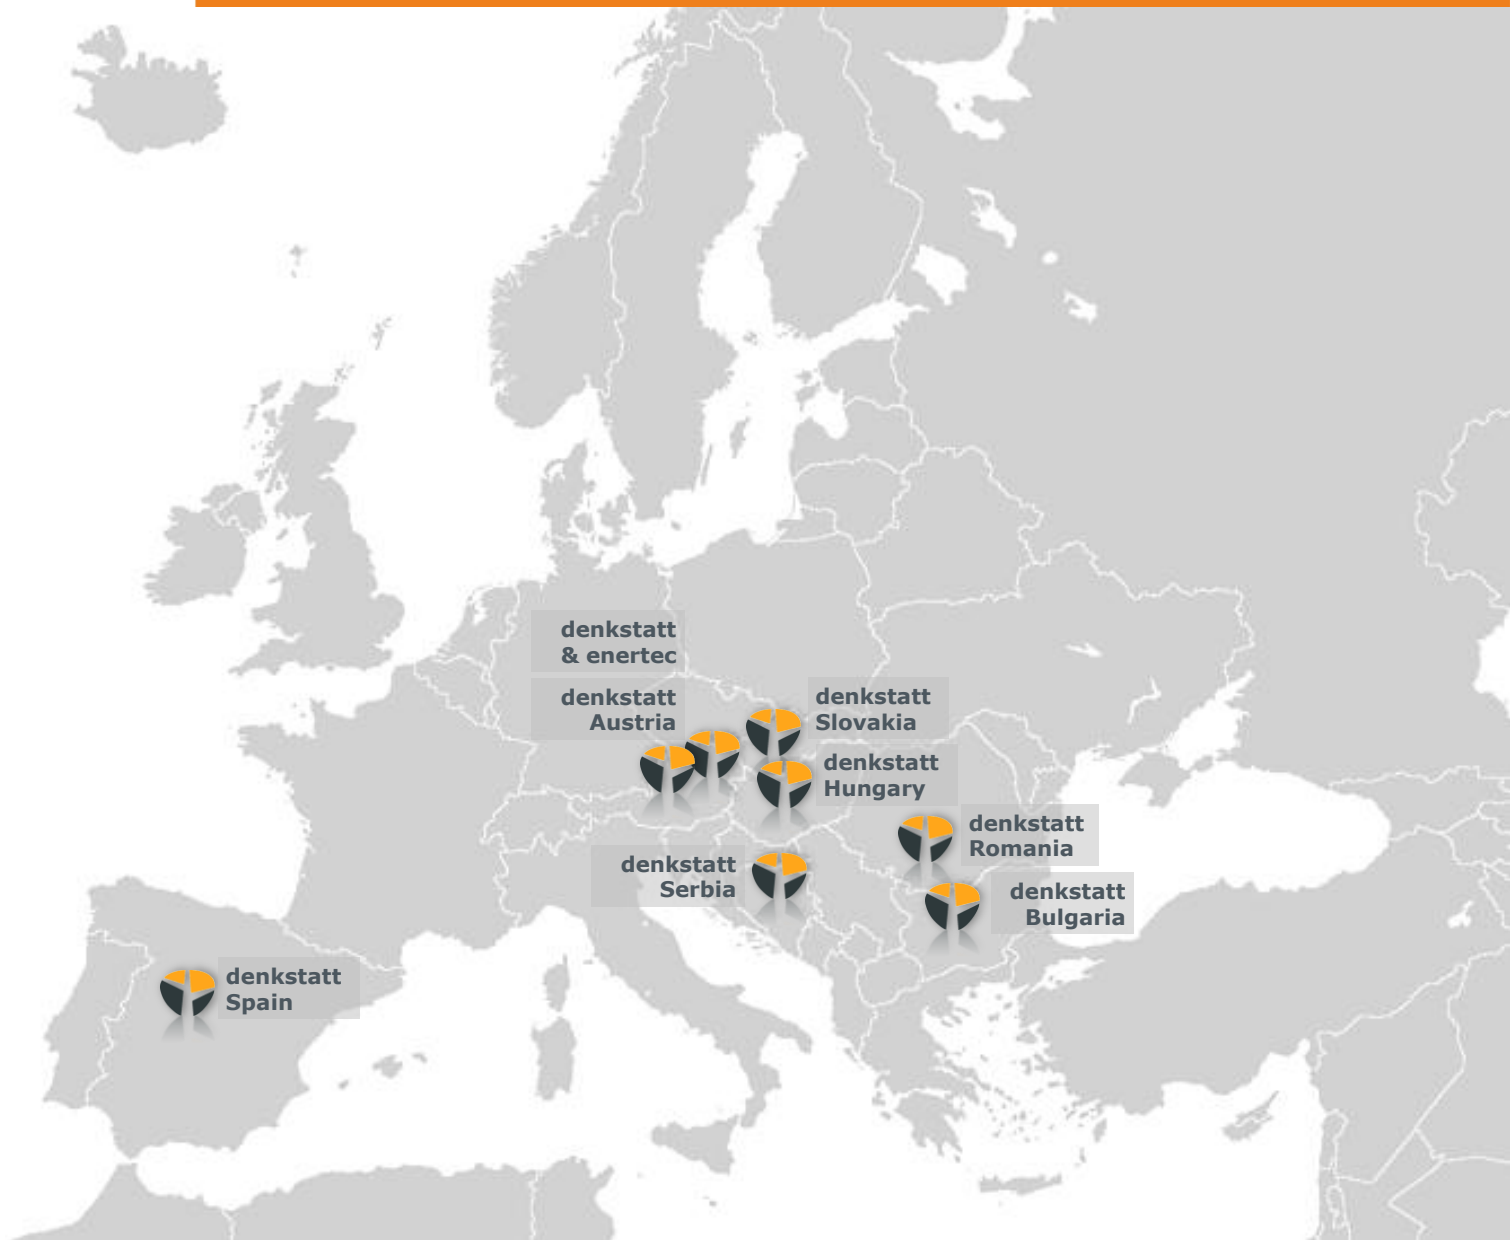 denkstatt
& enertec
denkstatt
Austria
denkstatt
Slovakia
denkstatt
Hungary
denkstatt
Romania
denkstatt
Serbia
denkstatt
Bulgaria
denkstatt
Spain